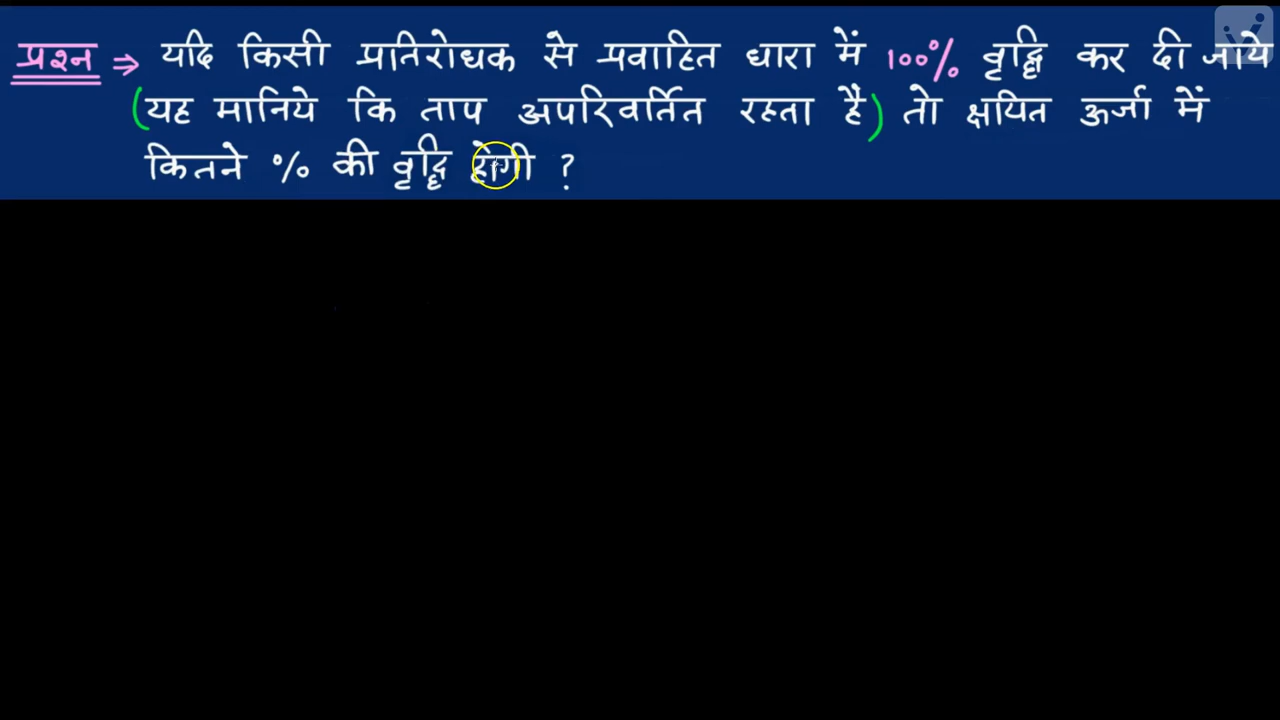 प्रश्न ⇒ यदि किसी प्रतिरोधक से प्रवाहित धारा में 100% वृद्धि कर दी जाये
(यह मानिये कि ताप अपरिवर्तित रहता है) तो क्षयित ऊर्जा में
कितने % की वृद्धि होगी ?